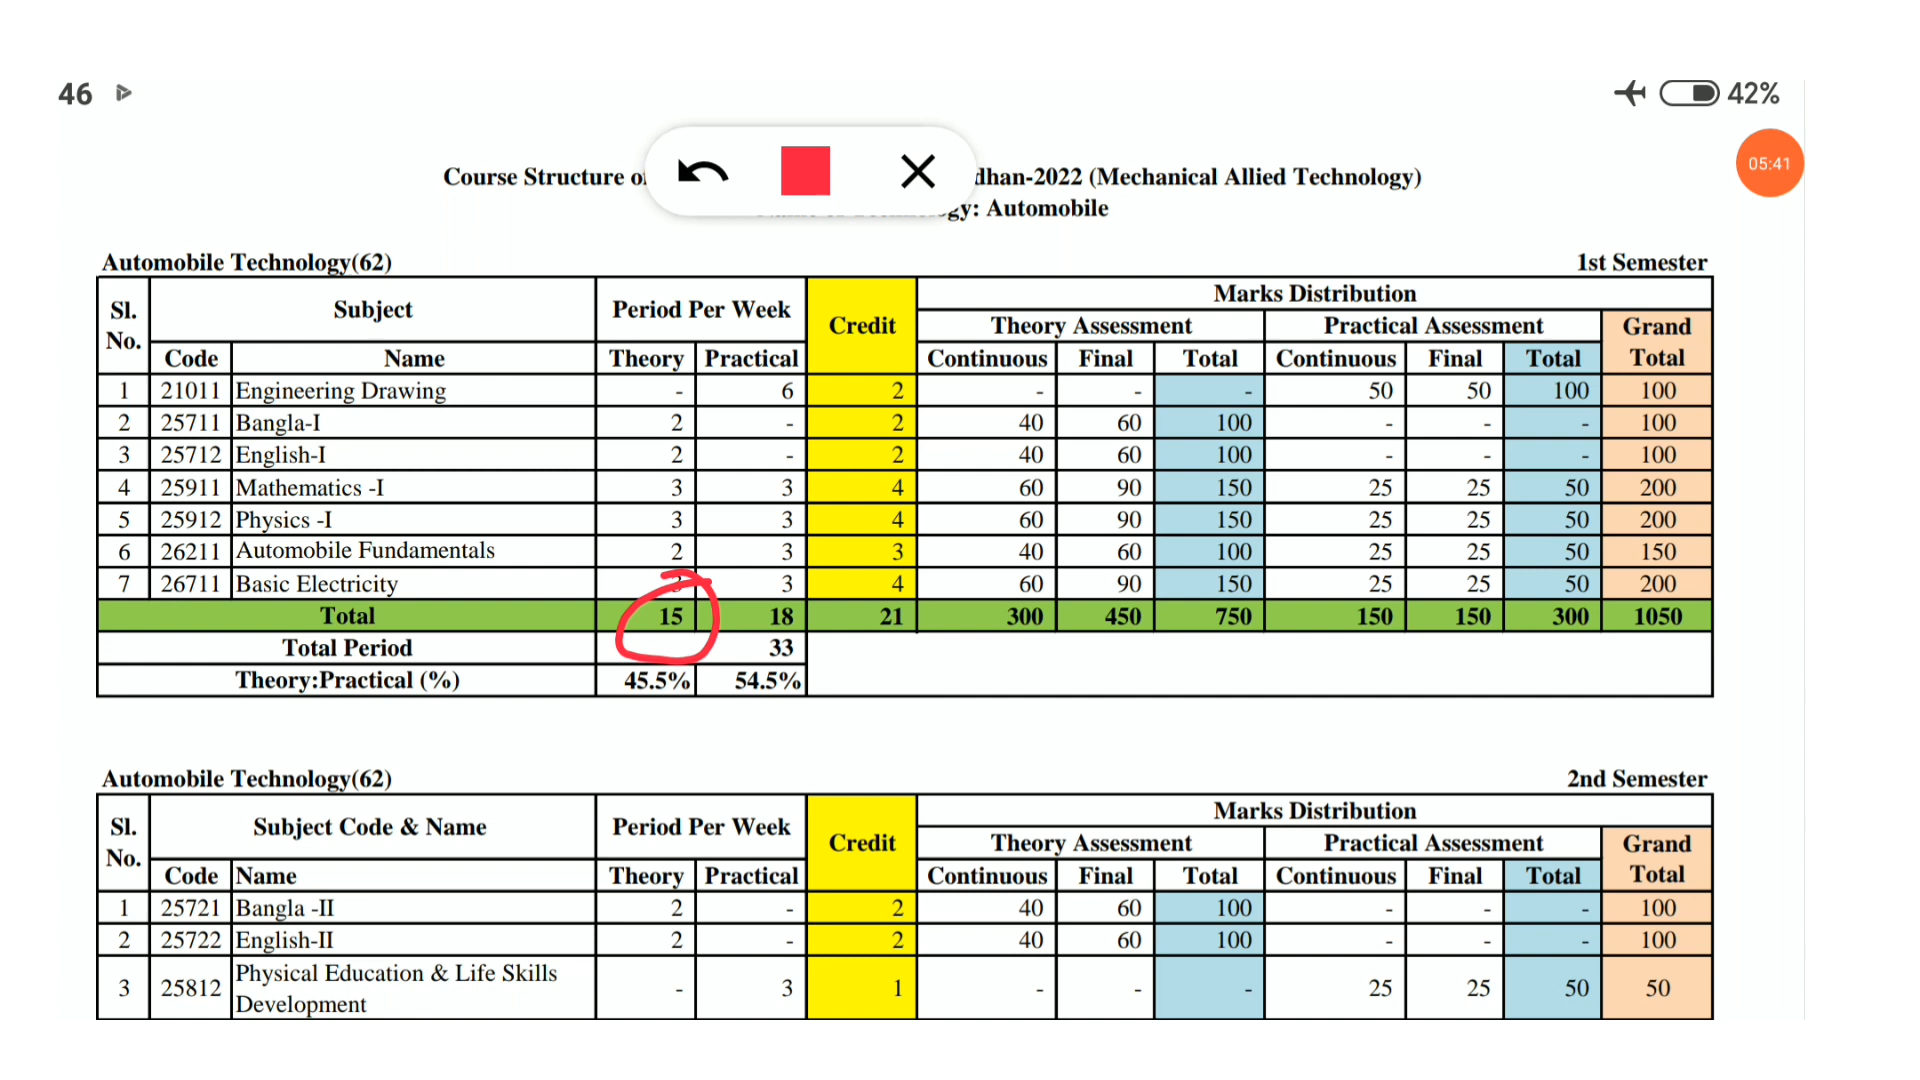 46 42%
05:41
Course Structure of dhan-2022 (Mechanical Allied Technology)
gy: Automobile
Automobile Technology(62) 1st Semester
Sl. No. Subject Period Per Week Credit Marks Distribution
Theory Assessment Practical Assessment Grand Total
Code Name Theory Practical Continuous Final Total Continuous Final Total
1 21011 Engineering Drawing - 6 2 - - - 50 50 100 100
2 25711 Bangla-I 2 - 2 40 60 100 - - - 100
3 25712 English-I 2 - 2 40 60 100 - - - 100
4 25911 Mathematics -I 3 3 4 60 90 150 25 25 50 200
5 25912 Physics -I 3 3 4 60 90 150 25 25 50 200
6 26211 Automobile Fundamentals 2 3 3 40 60 100 25 25 50 150
7 26711 Basic Electricity 3 3 4 60 90 150 25 25 50 200
Total 15 18 21 300 450 750 150 150 300 1050
Total Period 33
Theory:Practical (%) 45.5% 54.5%
Automobile Technology(62) 2nd Semester
Sl. No. Subject Code & Name Period Per Week Credit Marks Distribution
Theory Assessment Practical Assessment Grand Total
Code Name Theory Practical Continuous Final Total Continuous Final Total
1 25721 Bangla -II 2 - 2 40 60 100 - - - 100
2 25722 English-II 2 - 2 40 60 100 - - - 100
3 25812 Physical Education & Life Skills Development - 3 1 - - - 25 25 50 50